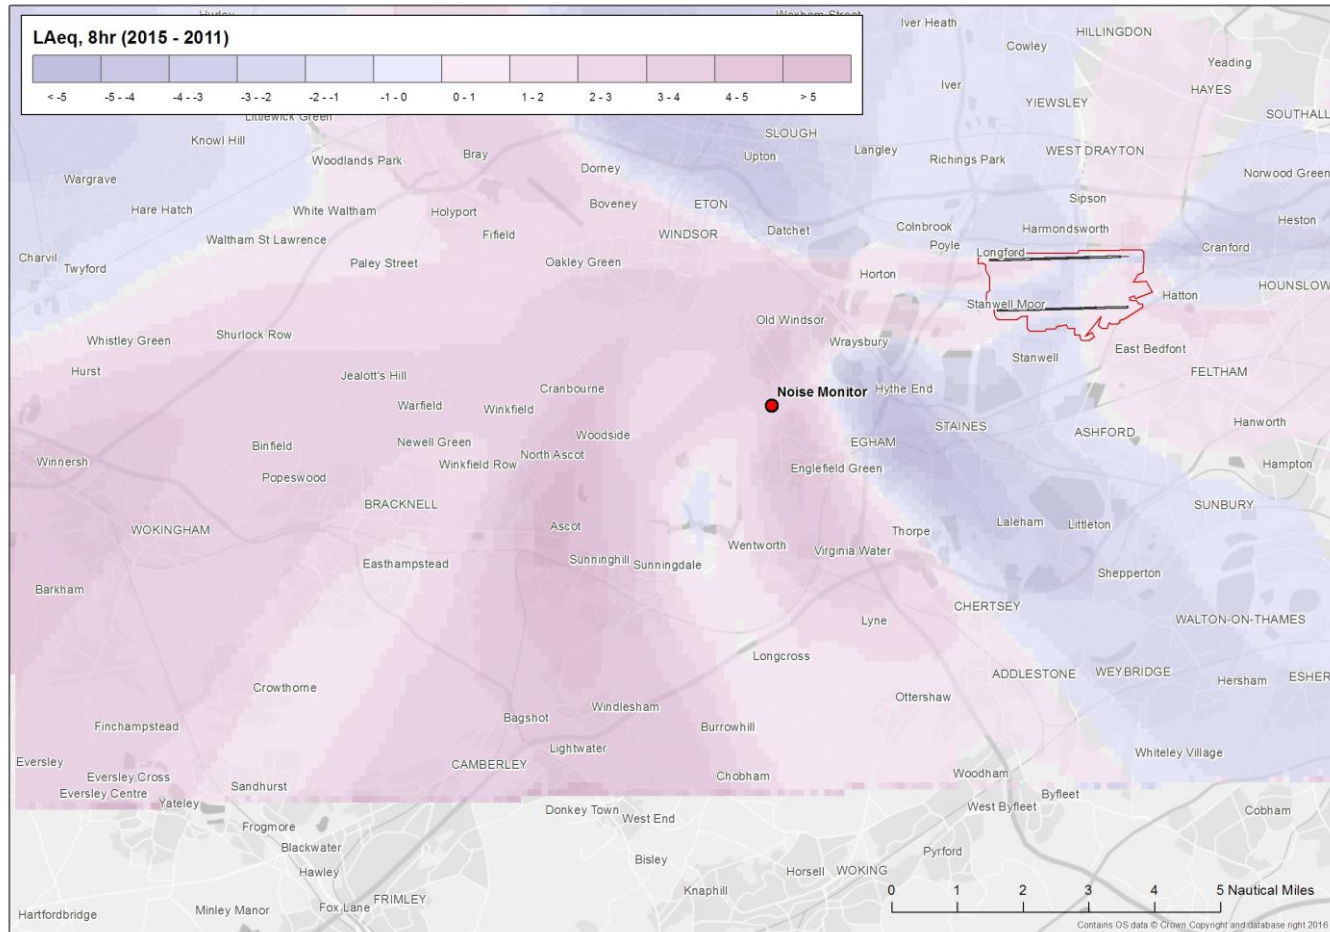 Hurley
Wexham Street
Iver Heath
HILLINGDON
LAeq, 8hr (2015 - 2011)
Cowley
Yeading
< -5 -5 - -4 -4 - -3 -3 - -2 -2 - -1 -1 - 0 0 - 1 1 - 2 2 - 3 3 - 4 4 - 5 > 5
Iver
HAYES
YIEWSLEY
Littlewick Green
SOUTHALL
Knowl Hill
SLOUGH
Woodlands Park
Bray
Upton
Langley
Richings Park
WEST DRAYTON
Dorney
Norwood Green
Wargrave
Sipson
Hare Hatch
White Waltham
Holyport
Boveney
ETON
Heston
Colnbrook
Harmondsworth
Waltham St Lawrence
Fifield
WINDSOR
Datchet
Poyle
Longford
Cranford
Charvil
Paley Street
Oakley Green
Twyford
Horton
HOUNSLOW
Hatton
Stanwell Moor
Old Windsor
Shurlock Row
Whistley Green
Wraysbury
Stanwell
East Bedfont
Hurst
Jealott's Hill
FELTHAM
Cranbourne
Noise Monitor
Hythe End
Warfield
Winkfield
Hanworth
STAINES
ASHFORD
Woodside
Binfield
Newell Green
EGHAM
North Ascot
Winnersh
Winkfield Row
Englefield Green
Hampton
Popeswood
BRACKNELL
SUNBURY
WOKINGHAM
Ascot
Laleham
Littleton
Thorpe
Wentworth
Virginia Water
Easthampstead
Sunninghill
Sunningdale
Shepperton
Barkham
CHERTSEY
WALTON-ON-THAMES
Lyne
Longcross
ADDLESTONE
WEYBRIDGE
Hersham
ESHER
Crowthorne
Ottershaw
Finchampstead
Bagshot
Windlesham
Burrowhill
Lightwater
Whiteley Village
Eversley
CAMBERLEY
Eversley Cross
Chobham
Woodham
Sandhurst
Eversley Centre
Byfleet
Yateley
Donkey Town
West Byfleet
Cobham
West End
Frogmore
Blackwater
Pyrford
Bisley
Hawley
Horsell
WOKING
Knaphill
0 1 2 3 4 5 Nautical Miles
FRIMLEY
Fox Lane
Minley Manor
Hartfordbridge
Contains OS data © Crown Copyright and database right 2016